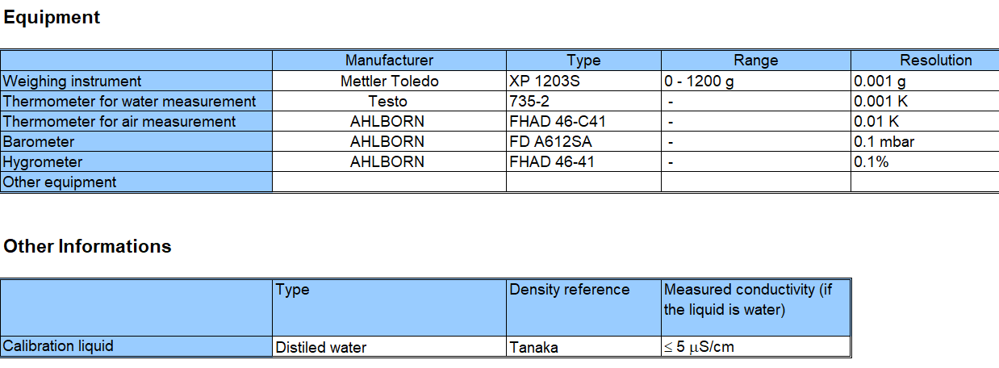 Equipment
Manufacturer Type Range Resolution
Weighing instrument Mettler Toledo XP 1203S 0 - 1200 g 0.001 g
Thermometer for water measurement Testo 735-2 - 0.001 K
Thermometer for air measurement AHLBORN FHAD 46-C41 - 0.01 K
Barometer AHLBORN FD A612SA - 0.1 mbar
Hygrometer AHLBORN FHAD 46-41 - 0.1%
Other equipment
Other Informations
Type Density reference Measured conductivity (if
the liquid is water)
Calibration liquid Distiled water Tanaka ≤ 5 µS/cm